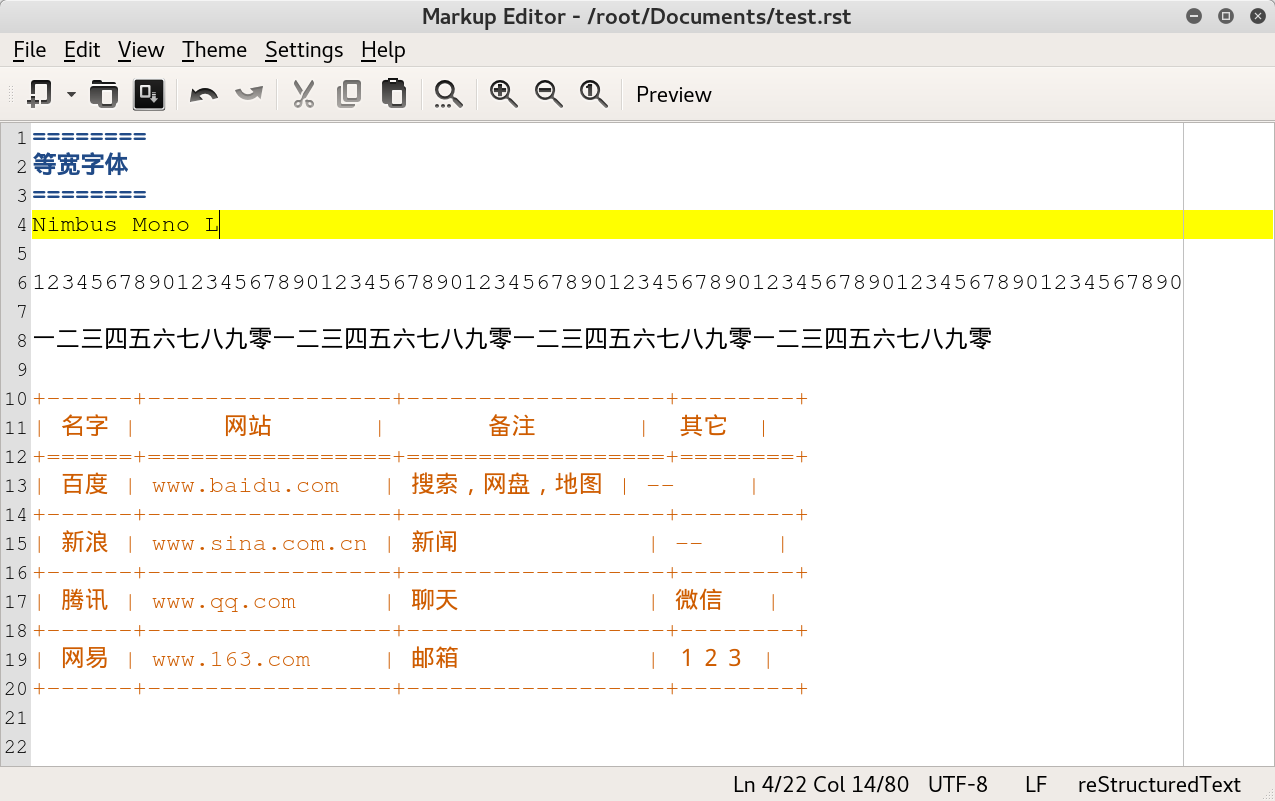 Markup Editor - /root/Documents/test.rst
File Edit View Theme Settings Help
Preview
1 ========
2 等宽字体
3 ========
4 Nimbus Mono L
5
6 12345678901234567890123456789012345678901234567890123456789012345678901234567890
7
8 一二三四五六七八九零一二三四五六七八九零一二三四五六七八九零一二三四五六七八九零
9
10 +------+-----------------+------------------+--------+
11 | 名字 |      网站       |       备注       |  其它  |
12 +======+=================+==================+========+
13 | 百度 | www.baidu.com   | 搜索，网盘，地图 | --     |
14 +------+-----------------+------------------+--------+
15 | 新浪 | www.sina.com.cn | 新闻             | --     |
16 +------+-----------------+------------------+--------+
17 | 腾讯 | www.qq.com      | 聊天             | 微信   |
18 +------+-----------------+------------------+--------+
19 | 网易 | www.163.com     | 邮箱             | １２３ |
20 +------+-----------------+------------------+--------+
21
22
Ln 4/22 Col 14/80 UTF-8 LF reStructuredText